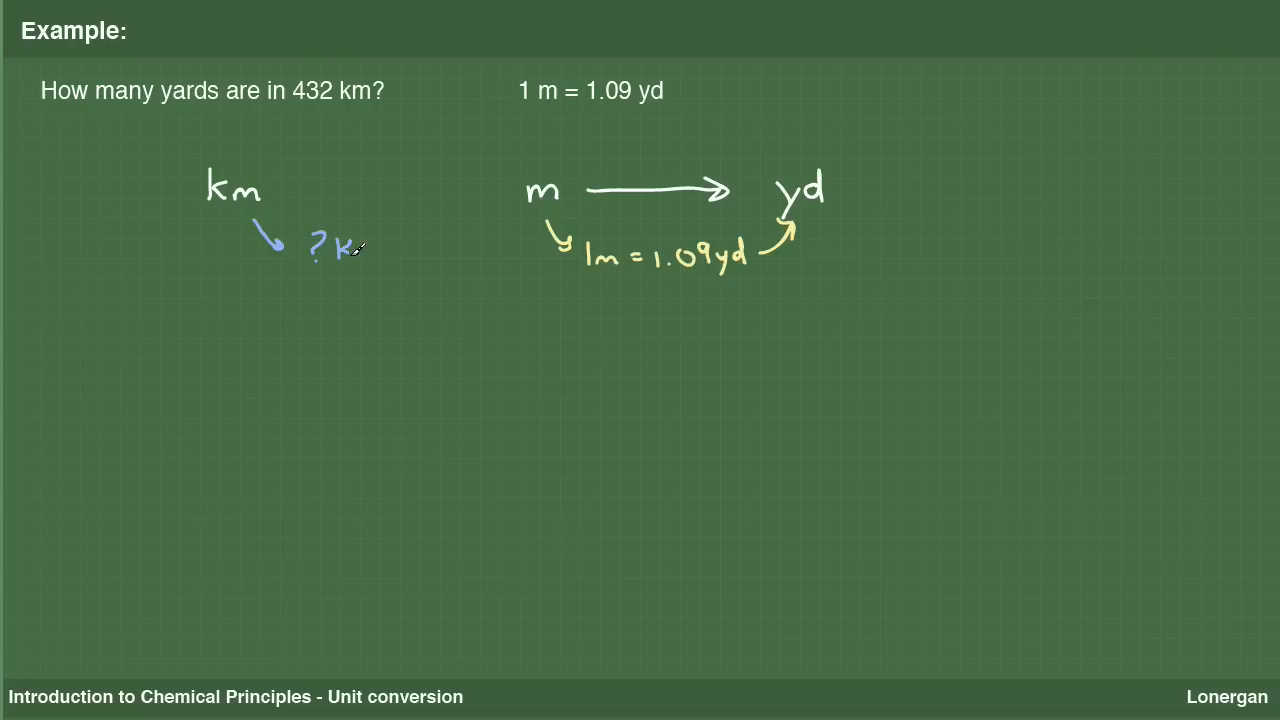 Example:
How many yards are in 432 km? 1 m = 1.09 yd
km m yd
? k 1m = 1.09yd
Introduction to Chemical Principles - Unit conversion Lonergan